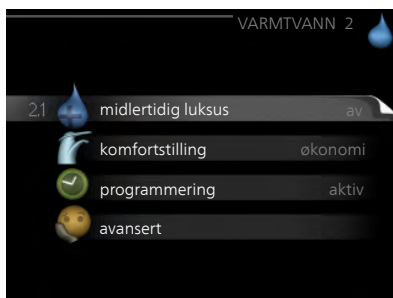 VARMTVANN 2
2.1 midlertidig luksus av
komfortstilling økonomi
programmering aktiv
avansert